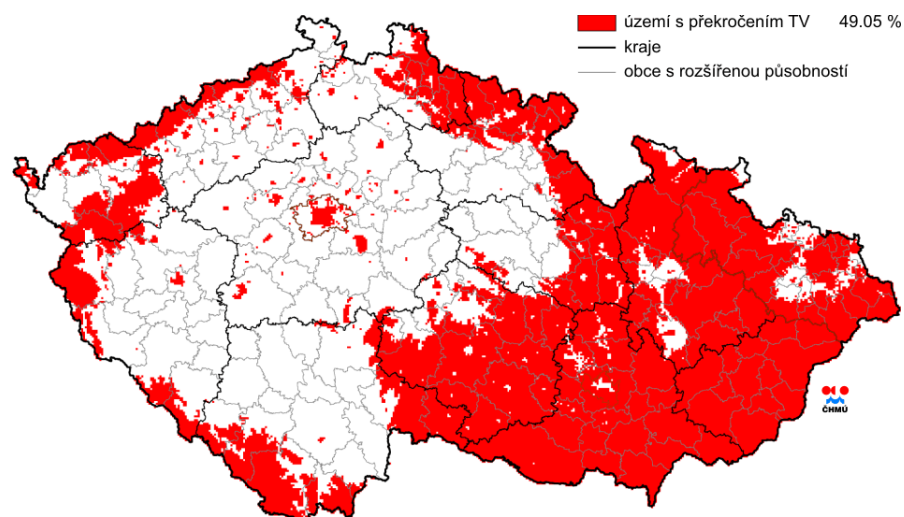 území s překročením TV 49.05 %
kraje
obce s rozšířenou působností
ČHMÚ